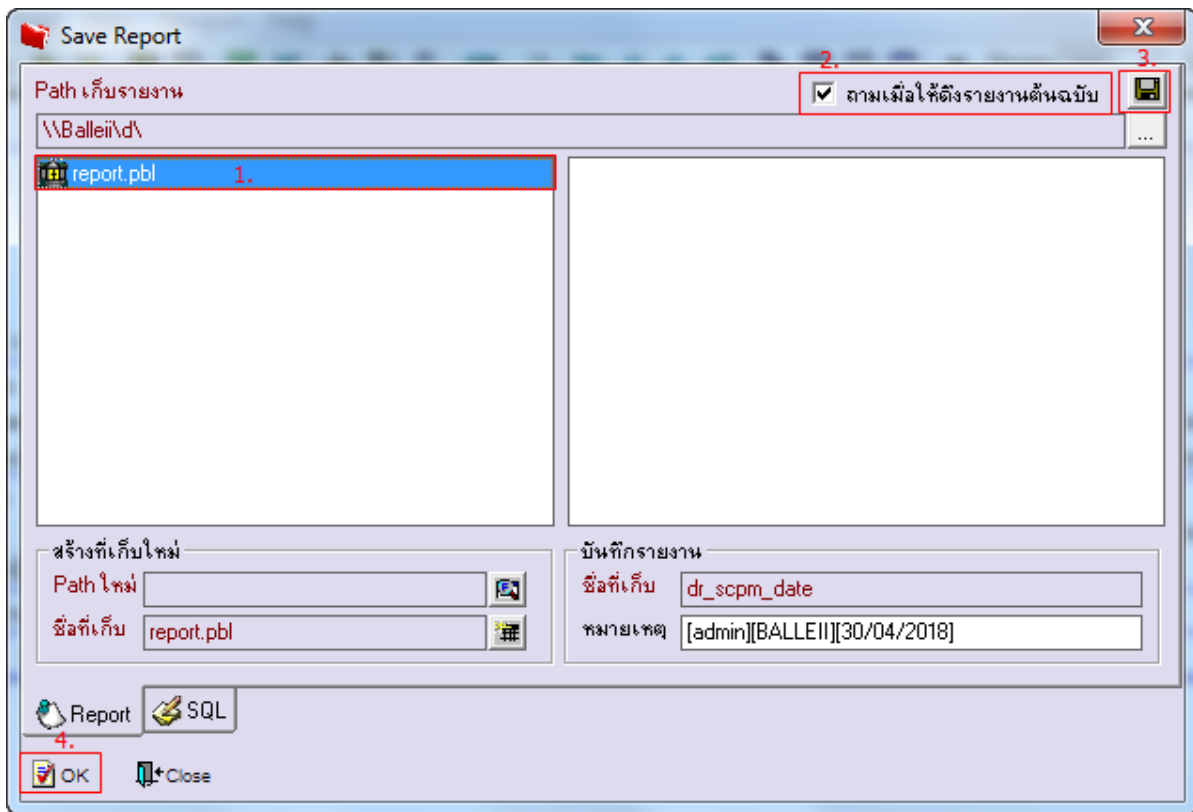 Save Report
2.
3.
Path เก็บรายงาน
ถามเมื่อให้ดึงรายงานต้นฉบับ
\\Balleii\d\
...
report.pbl
1.
สร้างที่เก็บใหม่
Path ใหม่
ชื่อที่เก็บ report.pbl
บันทึกรายงาน
ชื่อที่เก็บ dr_scpm_date
หมายเหตุ [admin][BALLEII][30/04/2018]
Report SQL
4.
OK Close